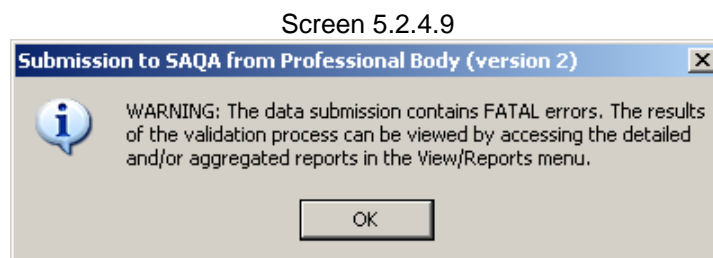 Screen 5.2.4.9
Submission to SAQA from Professional Body (version 2)
WARNING: The data submission contains FATAL errors. The results
of the validation process can be viewed by accessing the detailed
and/or aggregated reports in the View/Reports menu.
OK